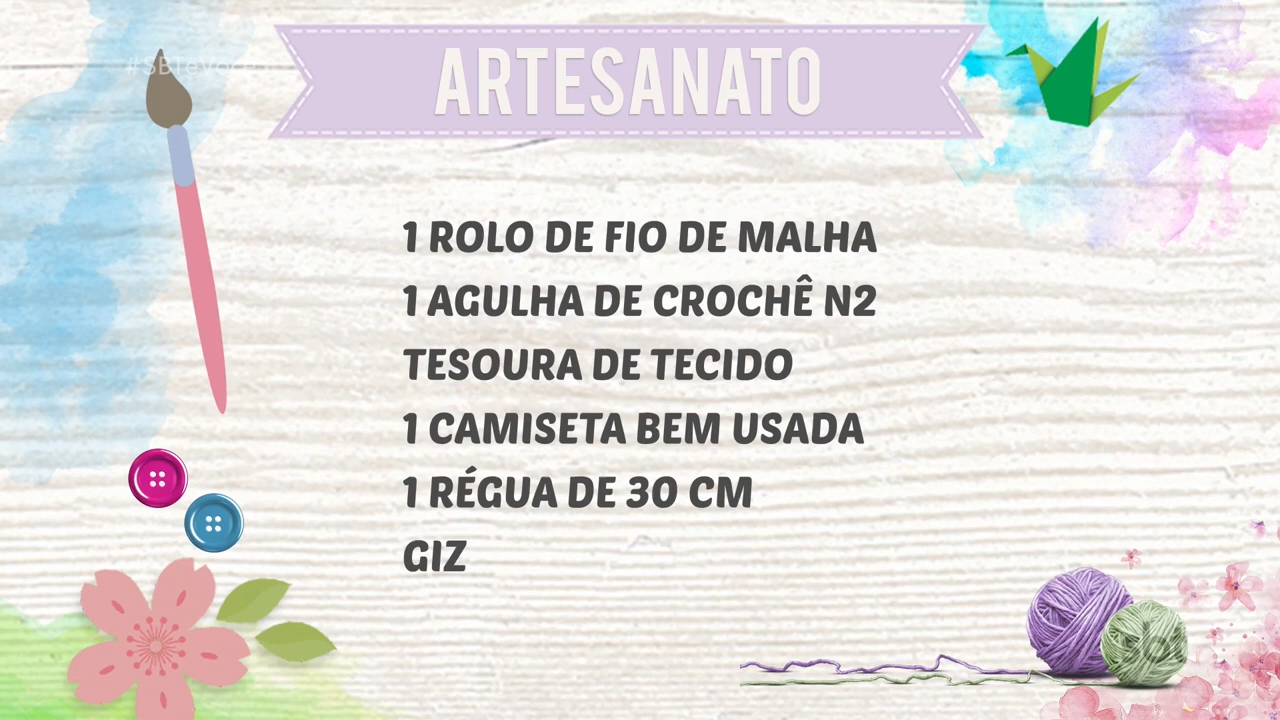 #SBTeVocê
ARTESANATO
1 ROLO DE FIO DE MALHA
1 AGULHA DE CROCHÊ N2
TESOURA DE TECIDO
1 CAMISETA BEM USADA
1 RÉGUA DE 30 CM
GIZ